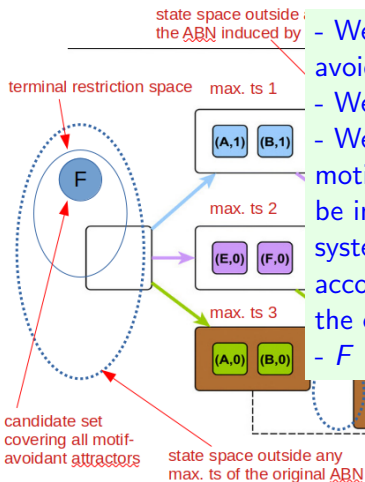 state space outside a
the ABN induced by
- We
avoid
- We
- We
terminal restriction space
max. ts 1
(A,1) (B,1)
F
motif
be in
max. ts 2
system
(E,0) (F,0)
acco
the
max. ts 3
- F
(A,0) (B,0)
candidate set
covering all motif-
avoidant attractors
state space outside any
max. ts of the original ABN